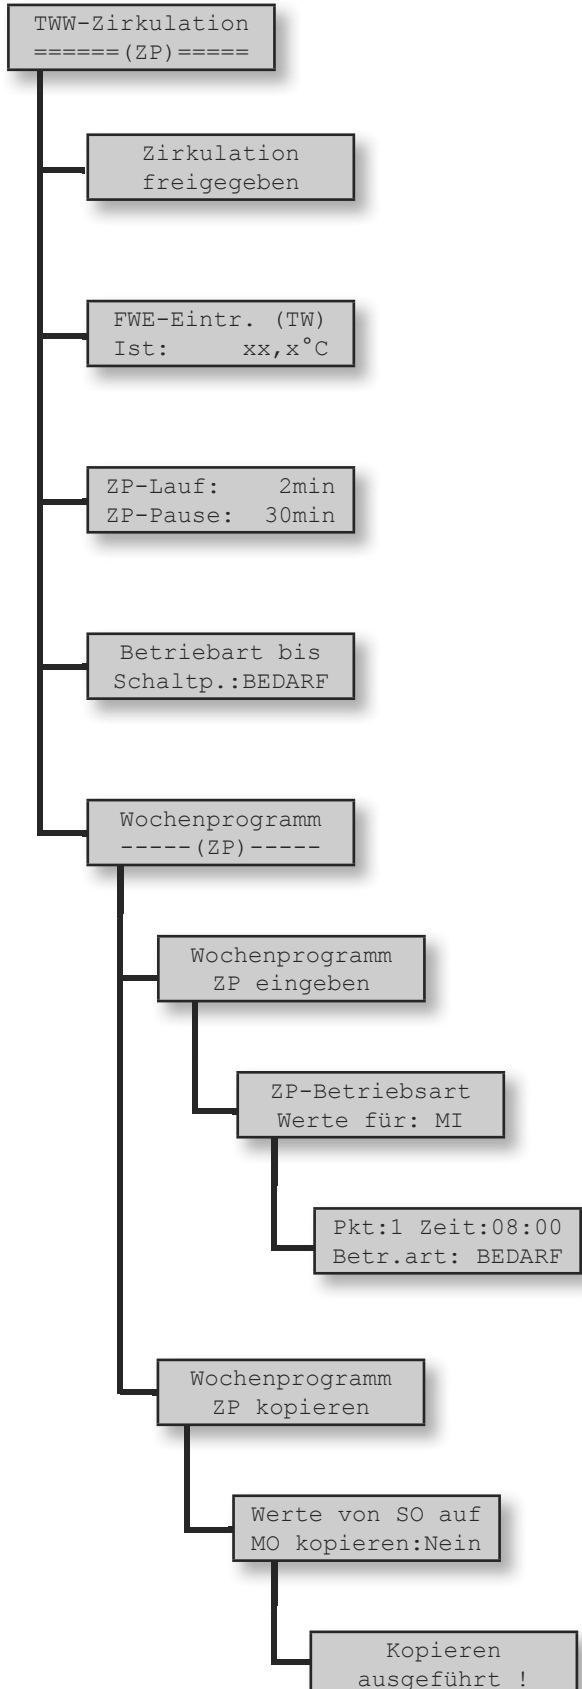 TWW-Zirkulation
======(ZP)=====
Zirkulation
freigegeben
FWE-Eintr. (TW)
Ist: xx,x°C
ZP-Lauf: 2min
ZP-Pause: 30min
Betriebart bis
Schaltp.:BEDARF
Wochenprogramm
-----(ZP)-----
Wochenprogramm
ZP eingeben
ZP-Betriebsart
Werte für: MI
Pkt:1 Zeit:08:00
Betr.art: BEDARF
Wochenprogramm
ZP kopieren
Werte von SO auf
MO kopieren:Nein
Kopieren
ausgeführt !